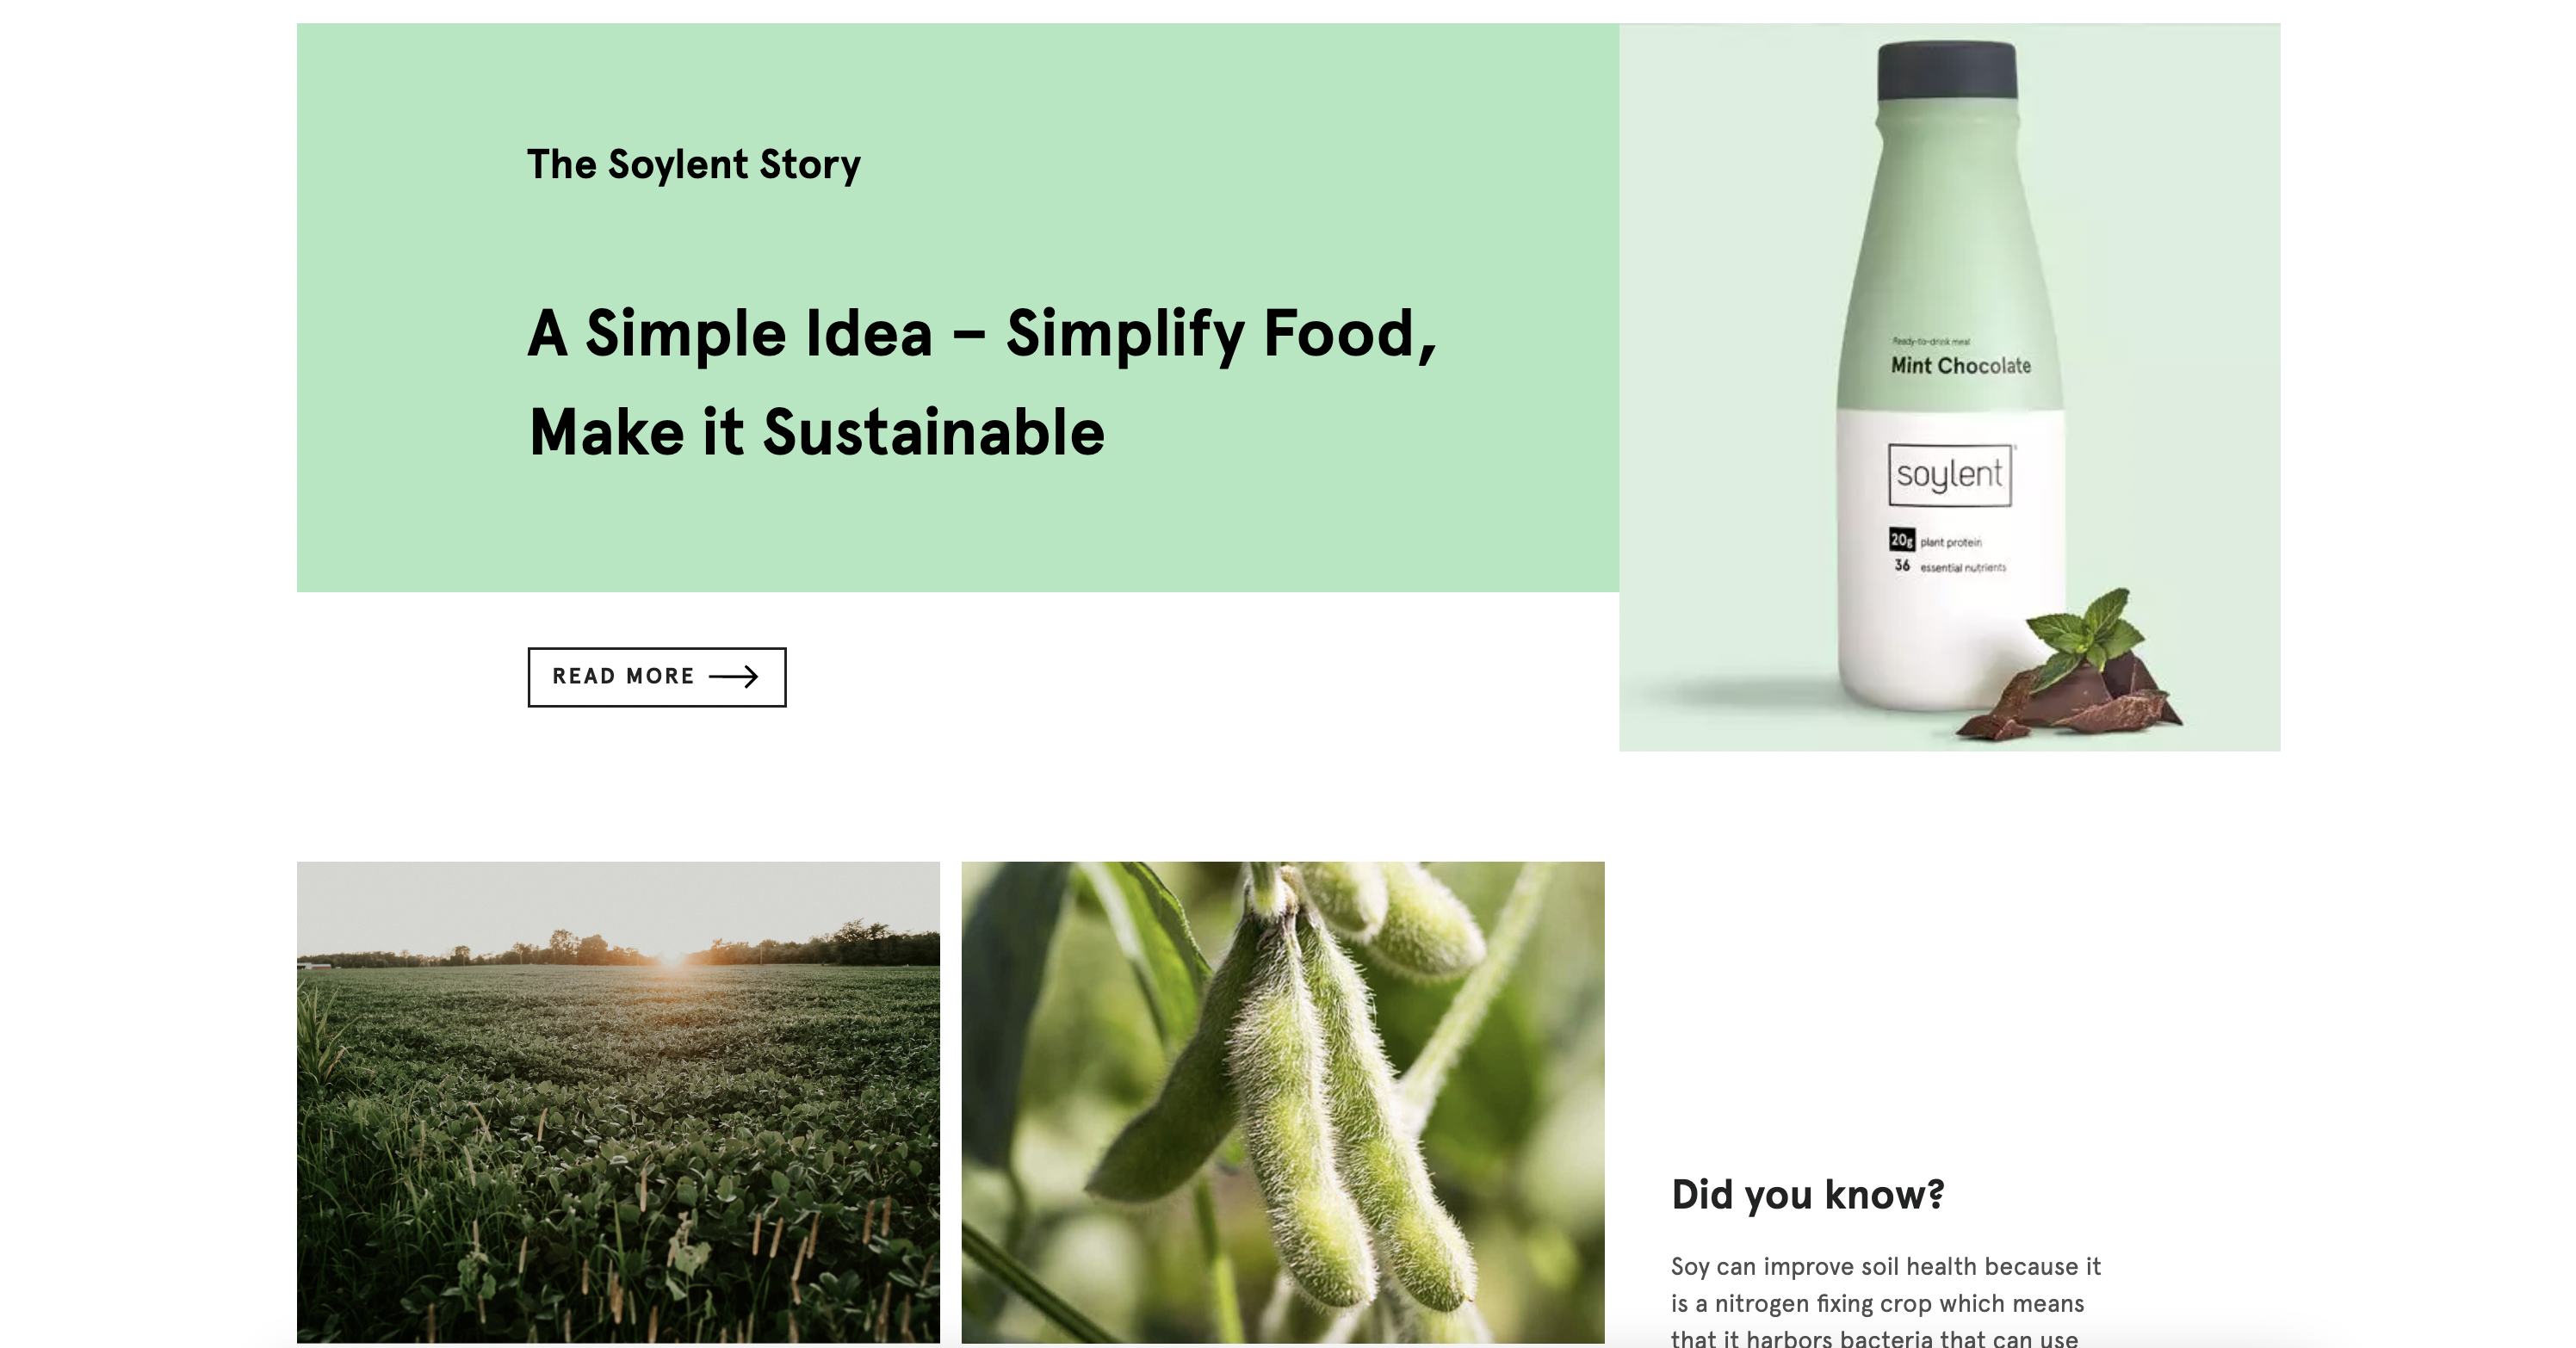 The Soylent Story
A Simple Idea – Simplify Food,
Make it Sustainable
READ MORE
Ready-to-drink meal
Mint Chocolate
soylent
20g plant protein
36 essential nutrients
Did you know?
Soy can improve soil health because it
is a nitrogen fixing crop which means
that it harbors bacteria that can use